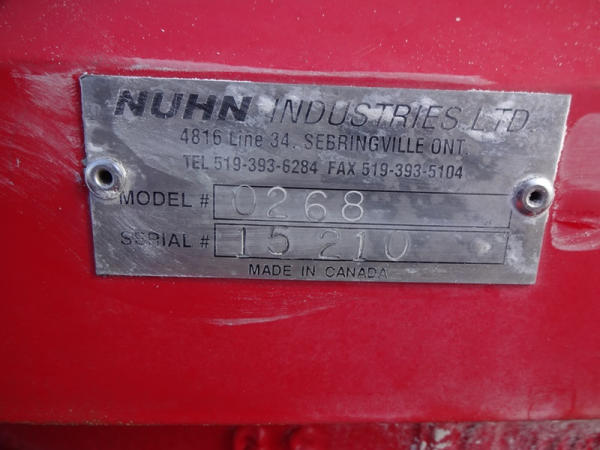 NUHN INDUSTRIES LTD
4816 Line 34, SEBRINGVILLE ONT.
TEL 519-393-6284 FAX 519-393-5104
MODEL # 0268
SERIAL # 15 210
MADE IN CANADA